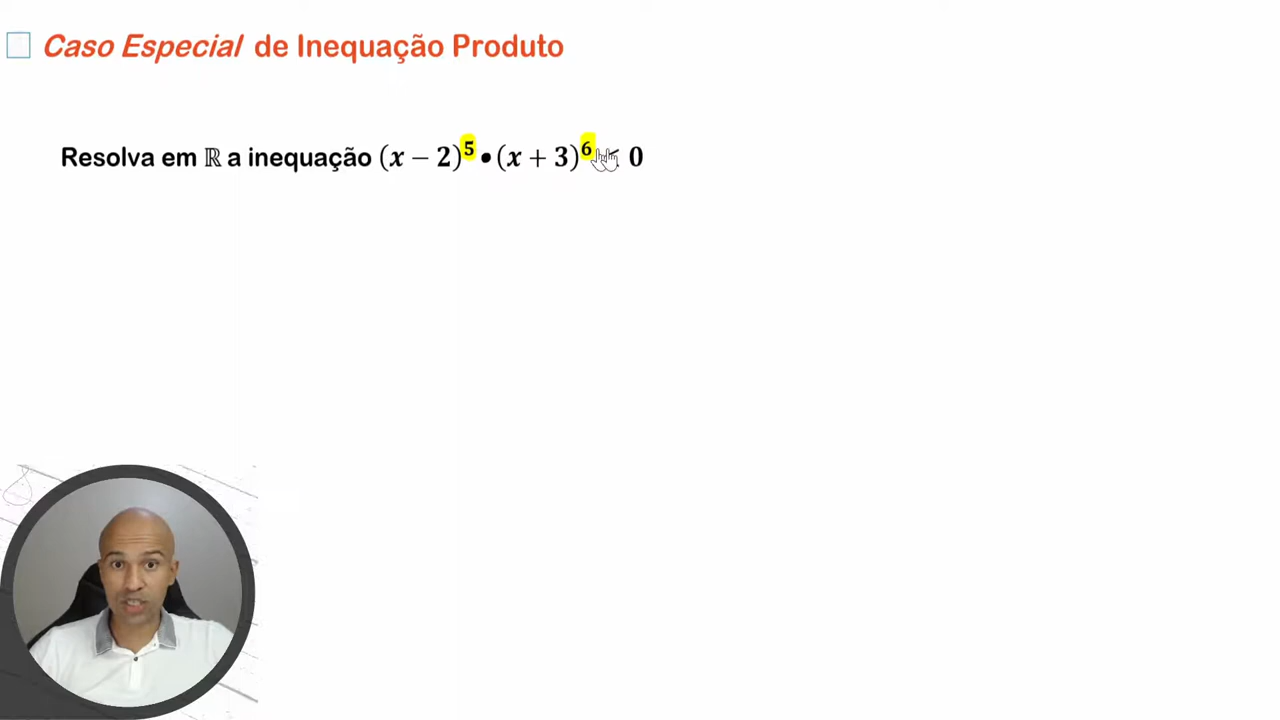 Caso Especial de Inequação Produto
Resolva em ℝ a inequação (x − 2)⁵ • (x + 3)⁶ < 0